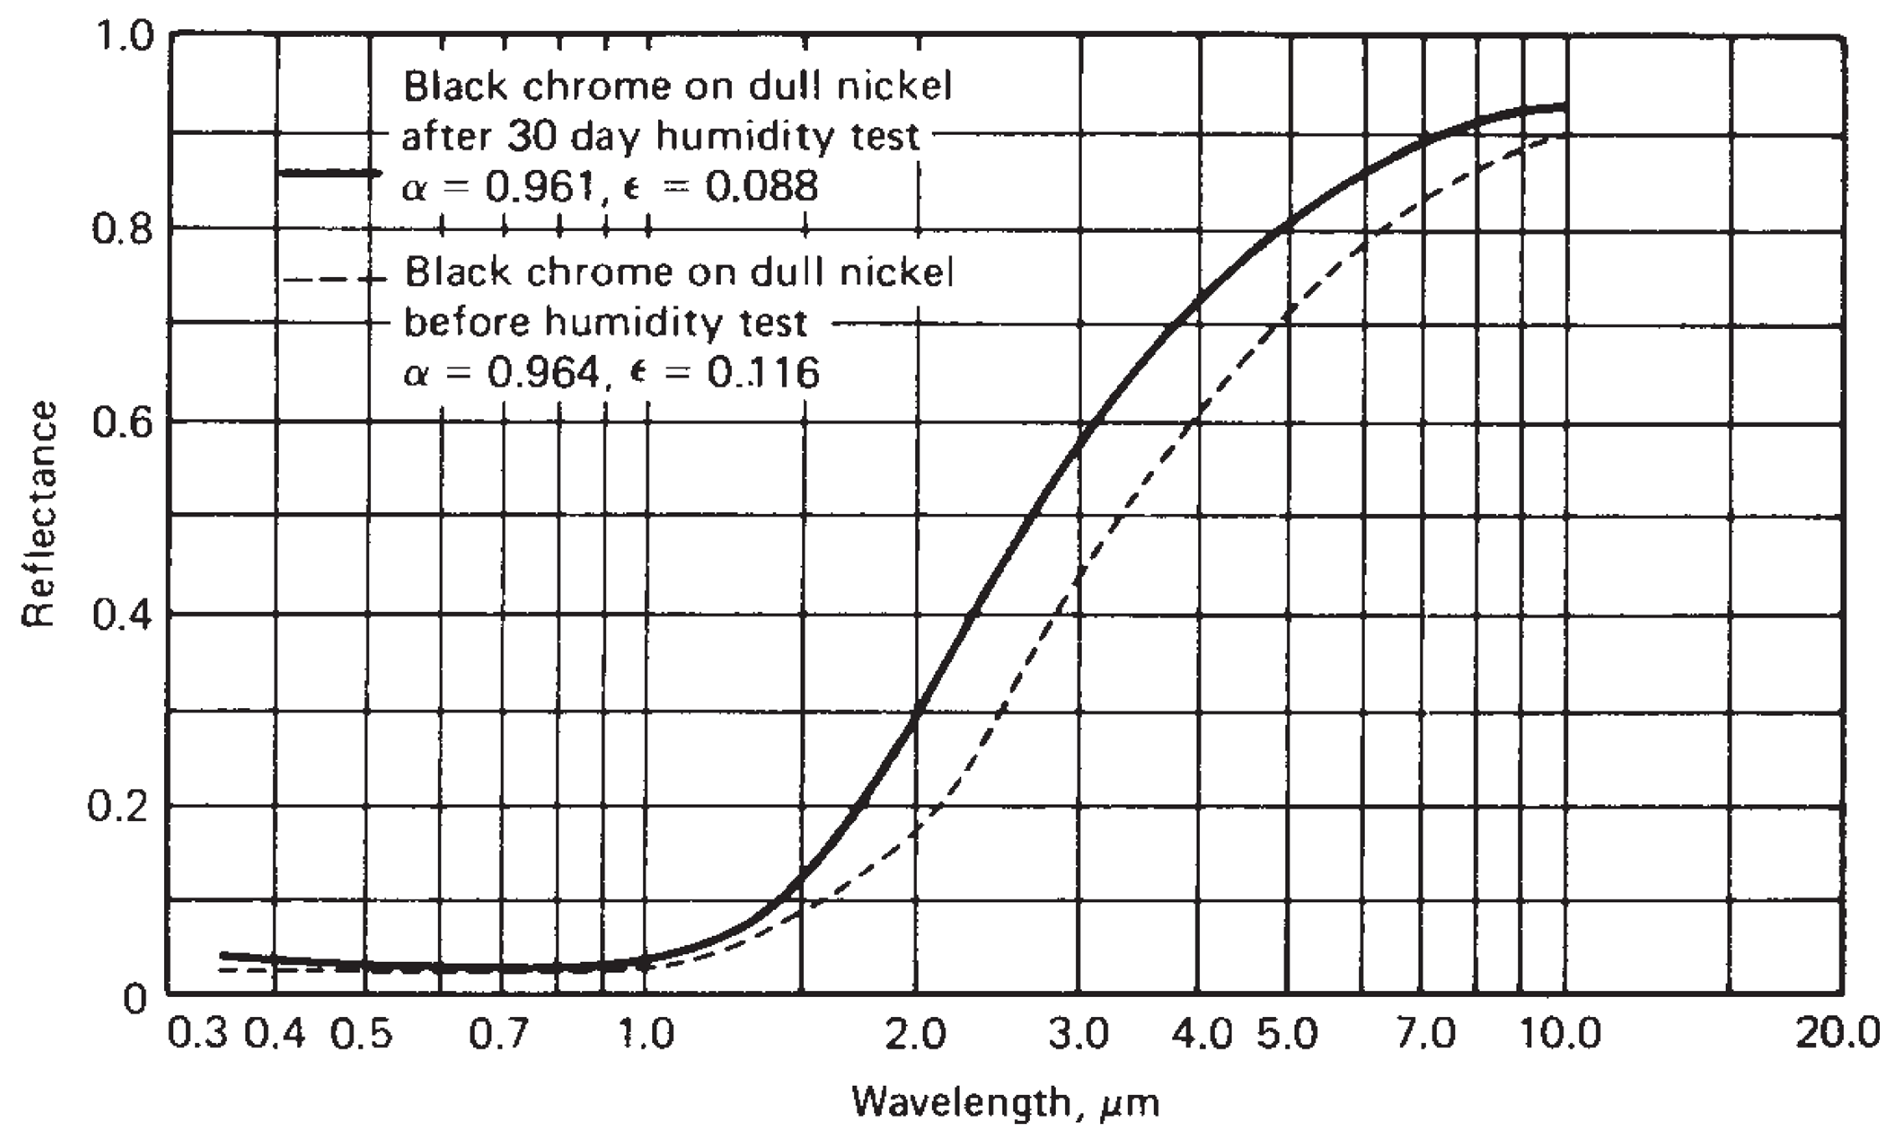 1.0
0.8
0.6
0.4
0.2
0
Reflectance
Black chrome on dull nickel
after 30 day humidity test
α = 0.961, ϵ = 0.088
Black chrome on dull nickel
before humidity test
α = 0.964, ϵ = 0.116
0.3 0.4 0.5 0.7 1.0 2.0 3.0 4.0 5.0 7.0 10.0 20.0
Wavelength, μm